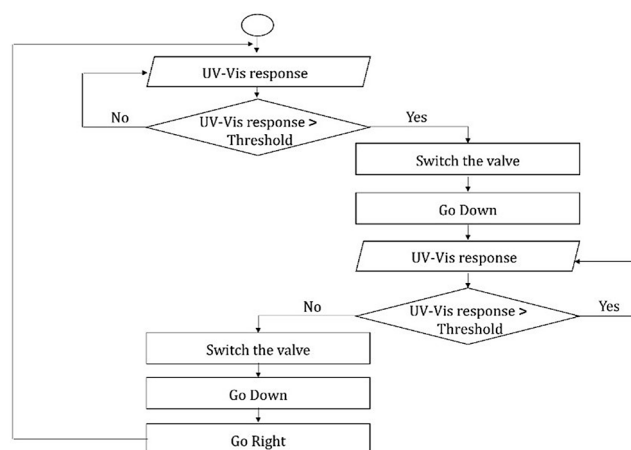 UV-Vis response
No
UV-Vis response >
Threshold
Yes
Switch the valve
Go Down
UV-Vis response
No
UV-Vis response >
Threshold
Yes
Switch the valve
Go Down
Go Right